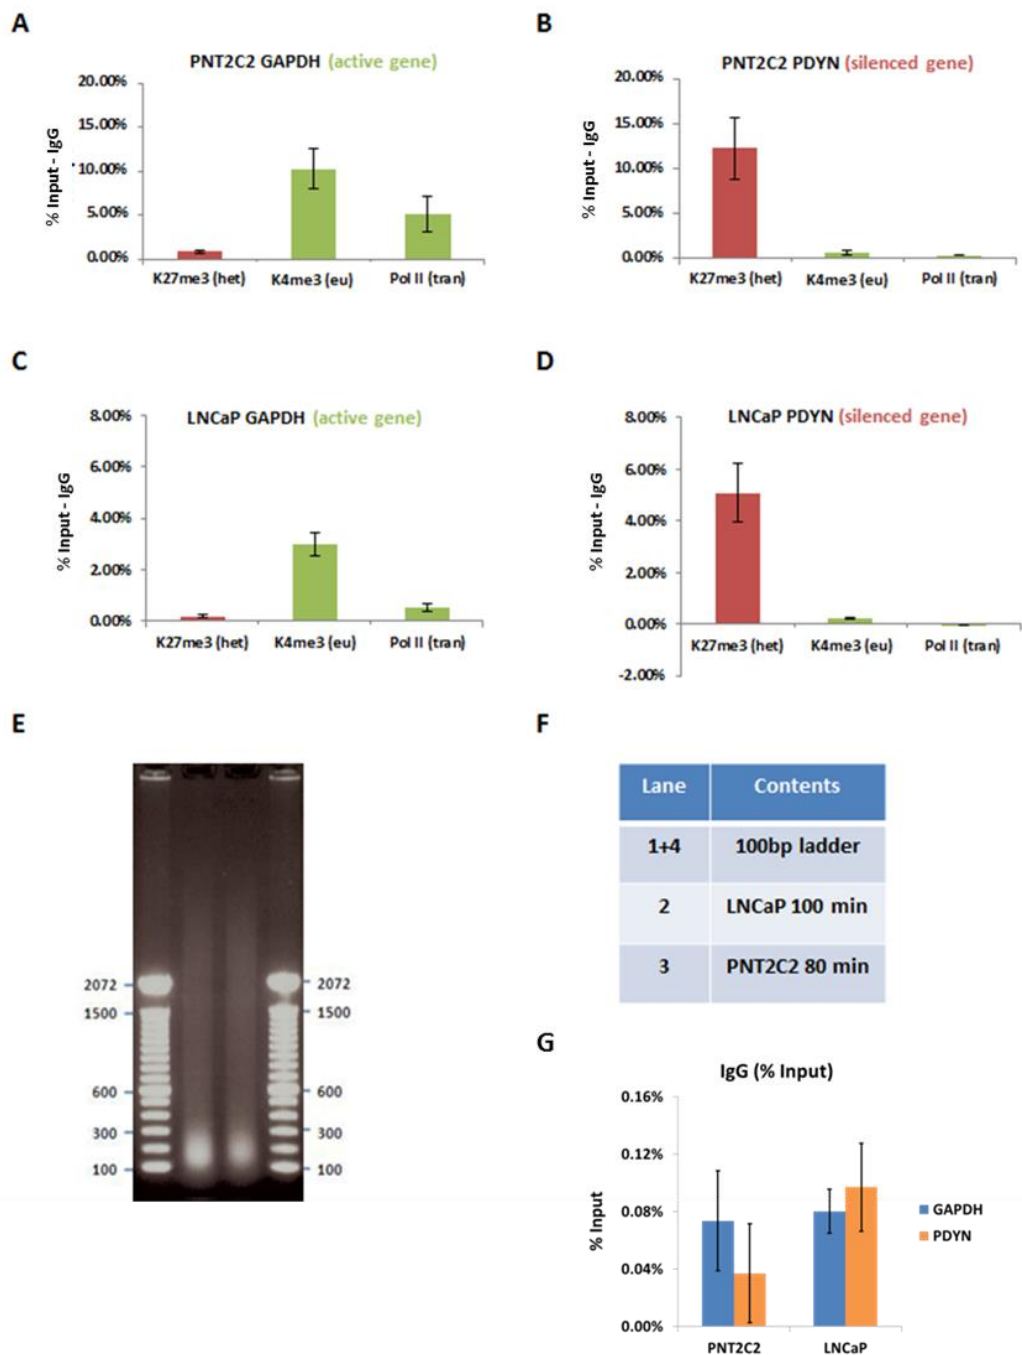 A
PNT2C2 GAPDH (active gene)
% Input - IgG
20.00%
15.00%
10.00%
5.00%
0.00%
K27me3 (het)
K4me3 (eu)
Pol II (tran)
B
PNT2C2 PDYN (silenced gene)
% Input - IgG
20.00%
15.00%
10.00%
5.00%
0.00%
K27me3 (het)
K4me3 (eu)
Pol II (tran)
C
LNCaP GAPDH (active gene)
% Input - IgG
8.00%
6.00%
4.00%
2.00%
0.00%
K27me3 (het)
K4me3 (eu)
Pol II (tran)
D
LNCaP PDYN (silenced gene)
% Input - IgG
8.00%
6.00%
4.00%
2.00%
0.00%
-2.00%
K27me3 (het)
K4me3 (eu)
Pol II (tran)
E
2072
1500
600
300
100
2072
1500
600
300
100
F
Lane Contents
1+4 100bp ladder
2 LNCaP 100 min
3 PNT2C2 80 min
G
IgG (% Input)
% Input
0.16%
0.12%
0.08%
0.04%
0.00%
PNT2C2
LNCaP
GAPDH
PDYN